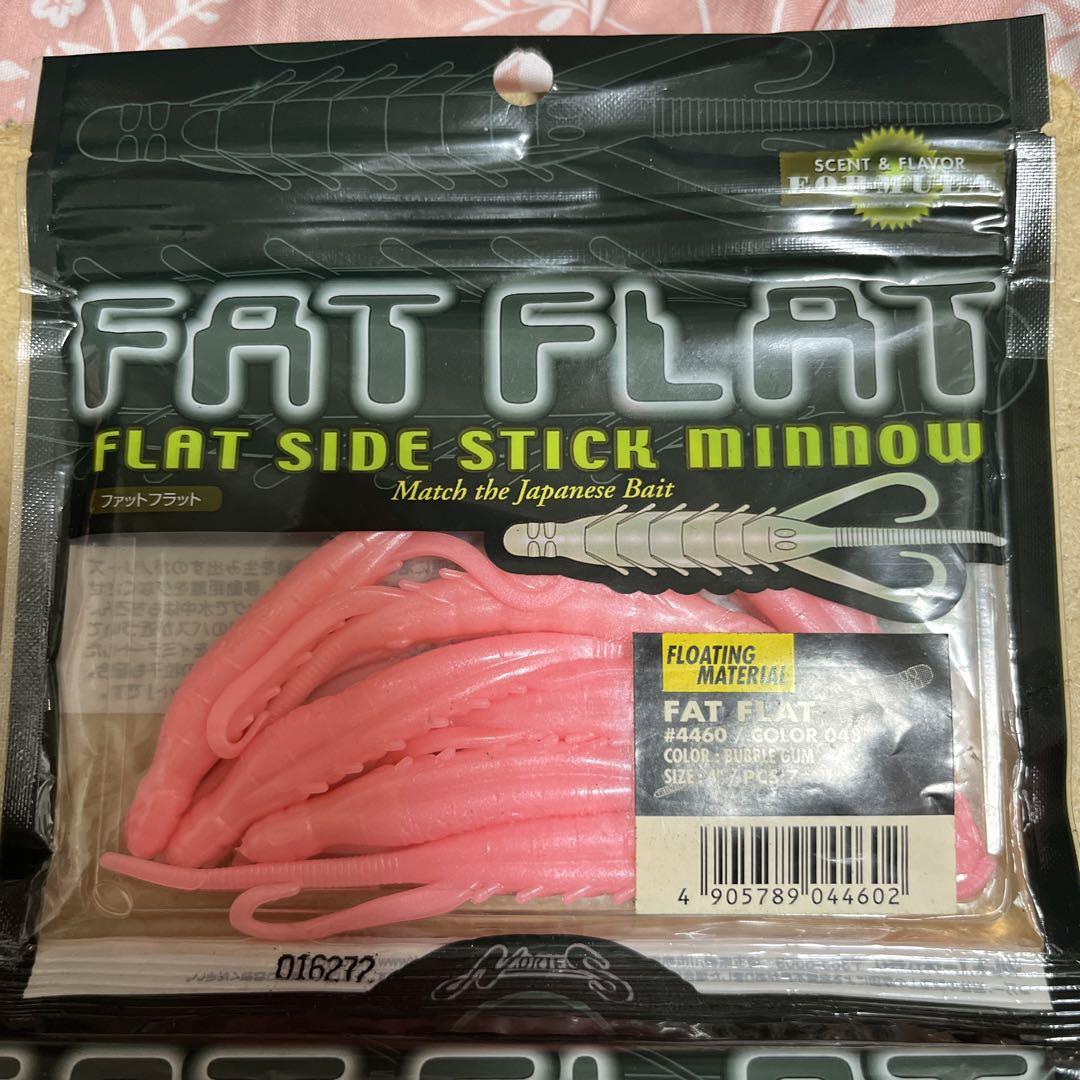 SCENT & FLAVOR
FORMULA
FAT FLAT
FLAT SIDE STICK MINNOW
ファットフラット
Match the Japanese Bait
FLOATING
MATERIAL
FAT FLAT
#4460 / COLOR 048
COLOR : BUBBLE GUM
SIZE : 4" / PCS:7
4 905789 044602
016272
FAT FLAT